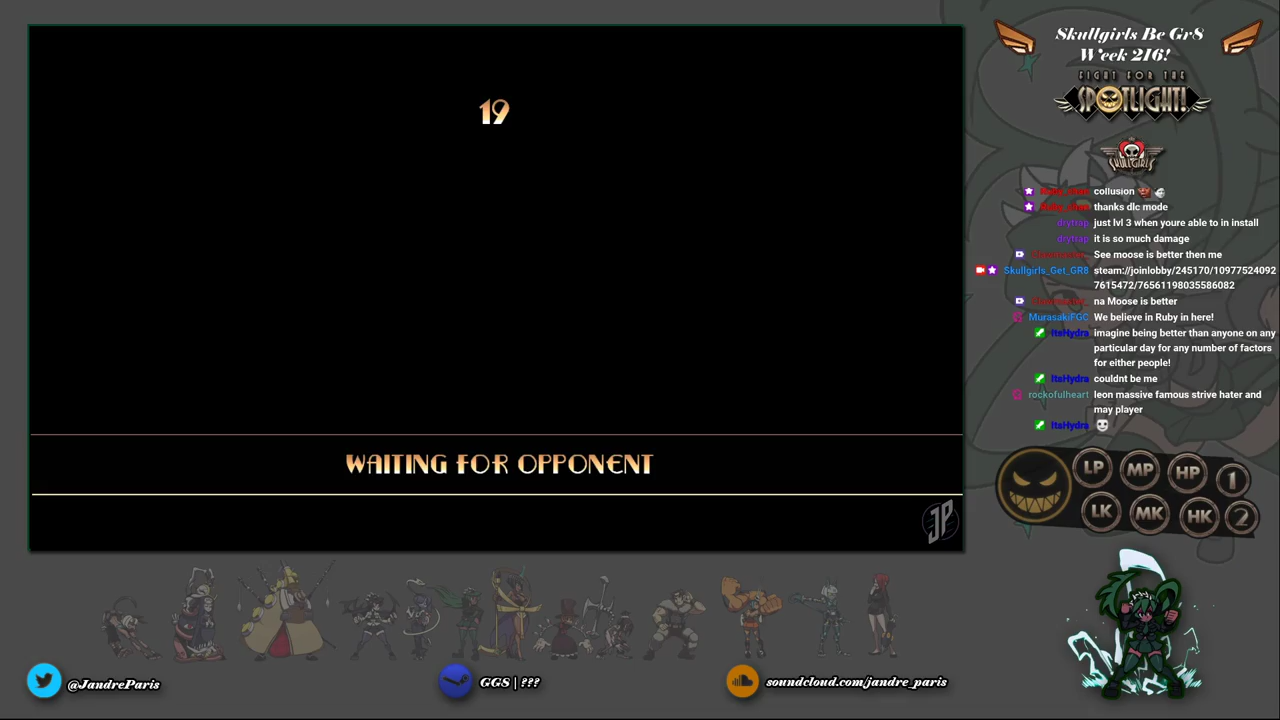 19
WAITING FOR OPPONENT
JP
Skullgirls Be Gr8
Week 216!
FIGHT FOR THE
SPOTLIGHT!
SKULLGIRLS
collusion
thanks dlc mode
drytrap just lvl 3 when youre able to in install
drytrap it is so much damage
See moose is better then me
Skullgirls_Get_GR8 steam://joinlobby/245170/10977524092
7615472/76561198035586082
na Moose is better
MurasakiFGC We believe in Ruby in here!
ItsHydra imagine being better than anyone on any
particular day for any number of factors
for either people!
ItsHydra couldnt be me
rockofulheart leon massive famous strive hater and
may player
ItsHydra
LP MP HP 1
LK MK HK 2
@JandreParis
GGS | ???
soundcloud.com/jandre_paris